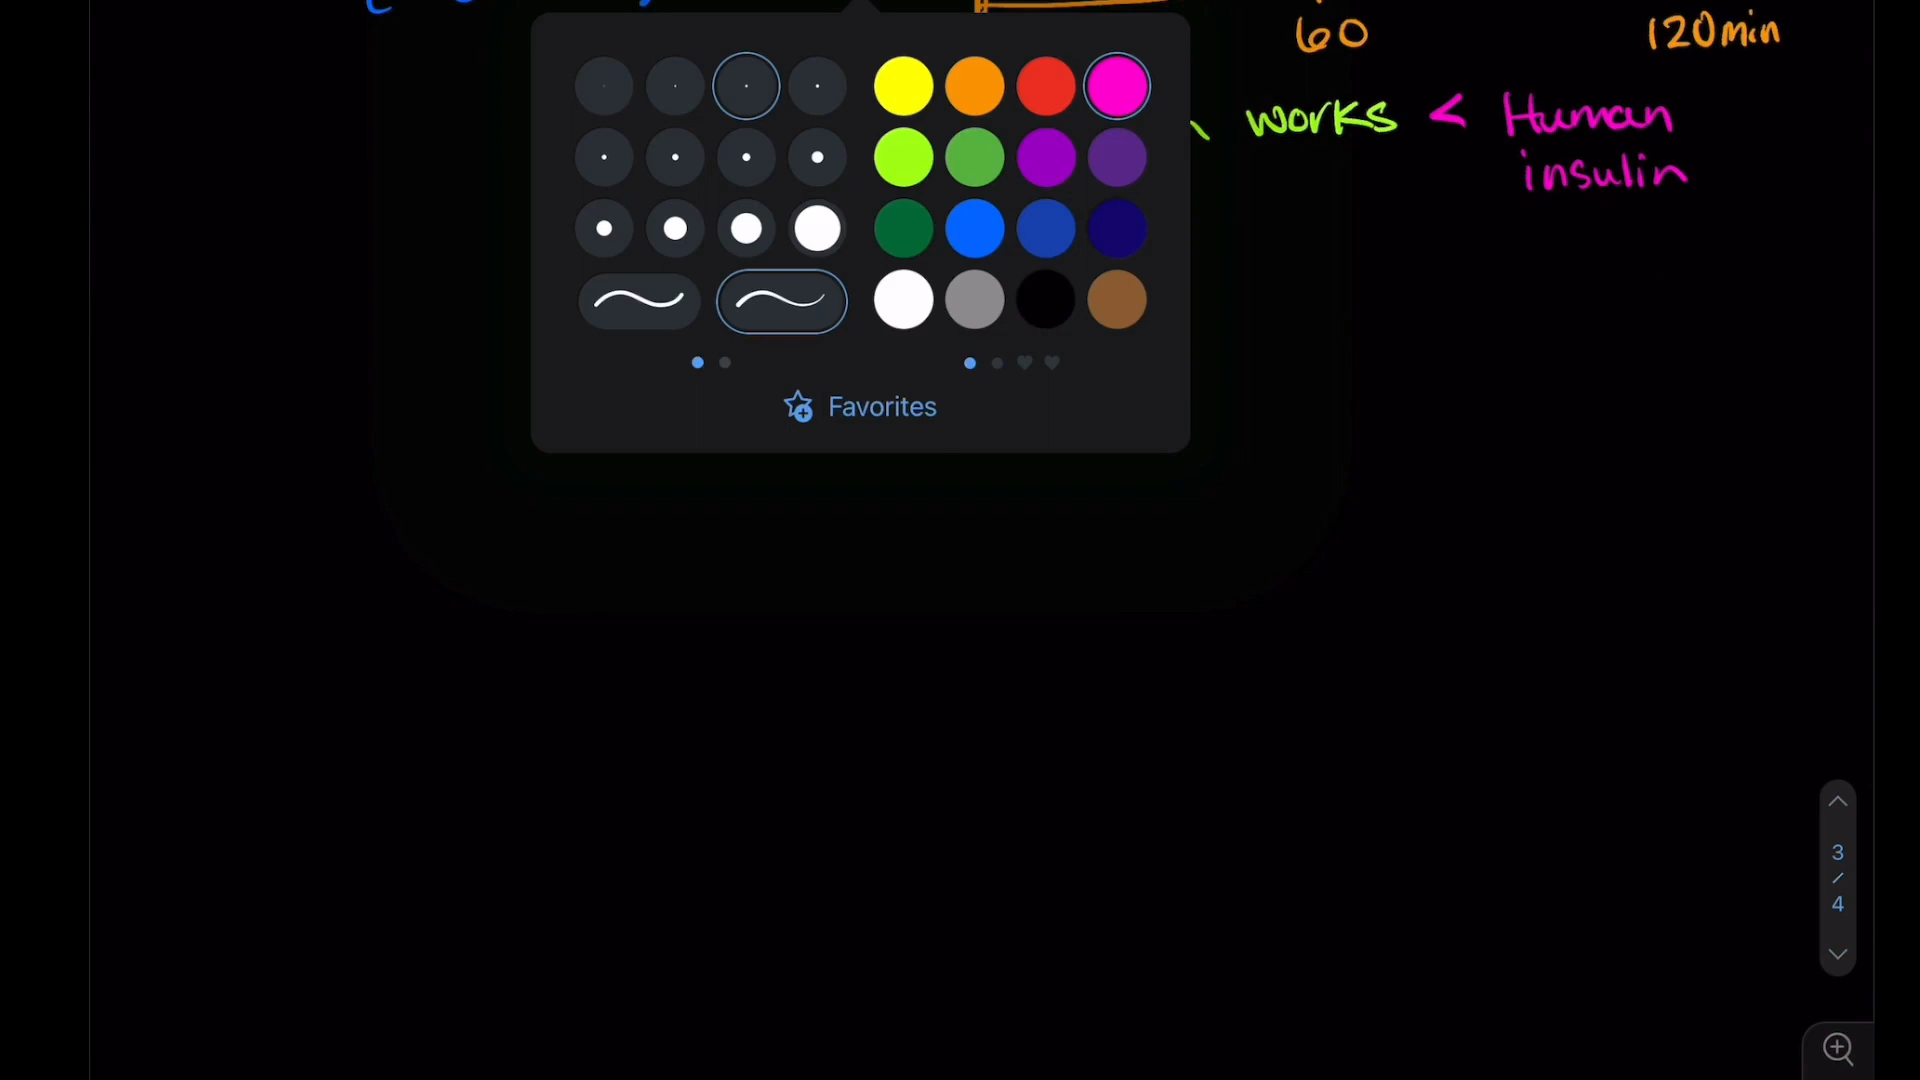 60 120min
works < Human
insulin
Favorites
3
/
4